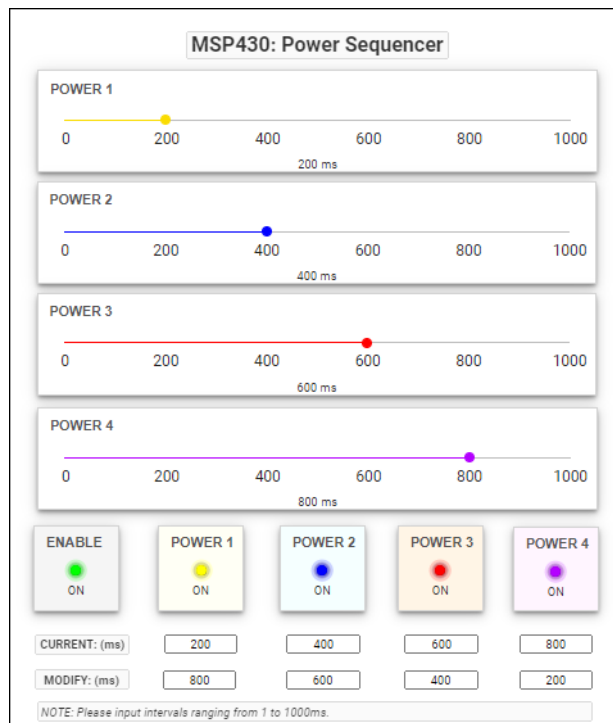 MSP430: Power Sequencer
POWER 1
0 200 400 600 800 1000
200 ms
POWER 2
0 200 400 600 800 1000
400 ms
POWER 3
0 200 400 600 800 1000
600 ms
POWER 4
0 200 400 600 800 1000
800 ms
ENABLE POWER 1 POWER 2 POWER 3 POWER 4
ON ON ON ON ON
CURRENT: (ms) 200 400 600 800
MODIFY: (ms) 800 600 400 200
NOTE: Please input intervals ranging from 1 to 1000ms.